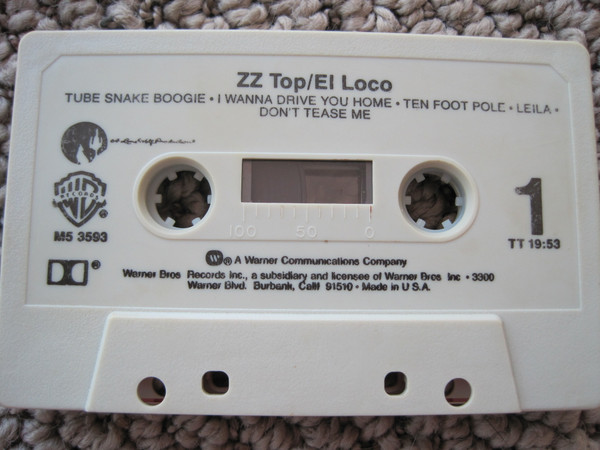 ZZ Top/El Loco
TUBE SNAKE BOOGIE • I WANNA DRIVE YOU HOME • TEN FOOT POLE • LEILA •
DON'T TEASE ME
WB
RECORDS
®
M5 3593
1
TT 19:53
100 50 0
® A Warner Communications Company
Warner Bros Records Inc., a subsidiary and licensee of Warner Bros Inc • 3300
Warner Blvd. Burbank, Calif 91510 • Made in U S A.